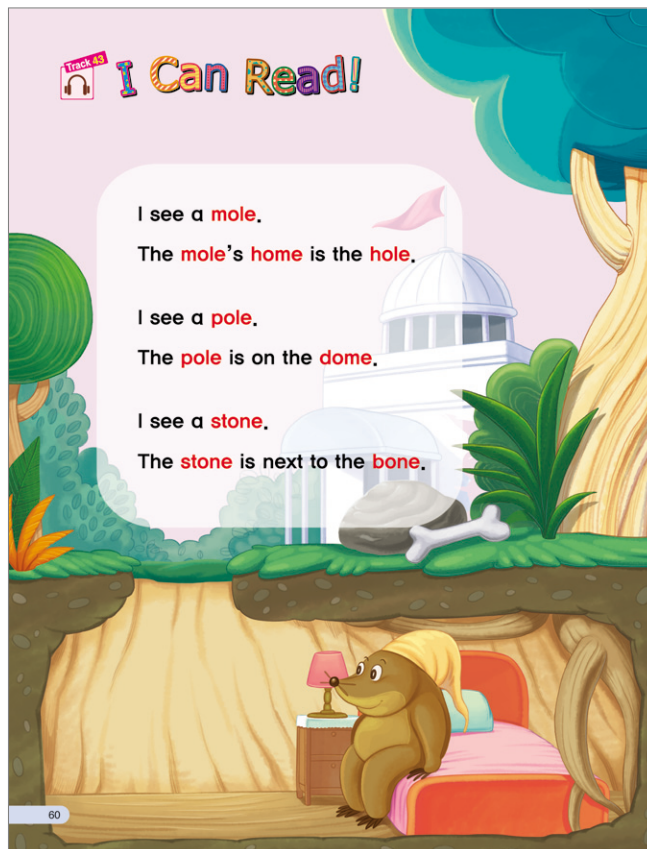 Track 43
I Can Read!
I see a mole.
The mole's home is the hole.
I see a pole.
The pole is on the dome.
I see a stone.
The stone is next to the bone.
60